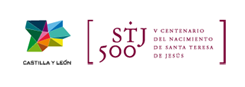 CASTILLA Y LEÓN
STJ
500
V CENTENARIO
DEL NACIMIENTO
DE SANTA TERESA
DE JESÚS